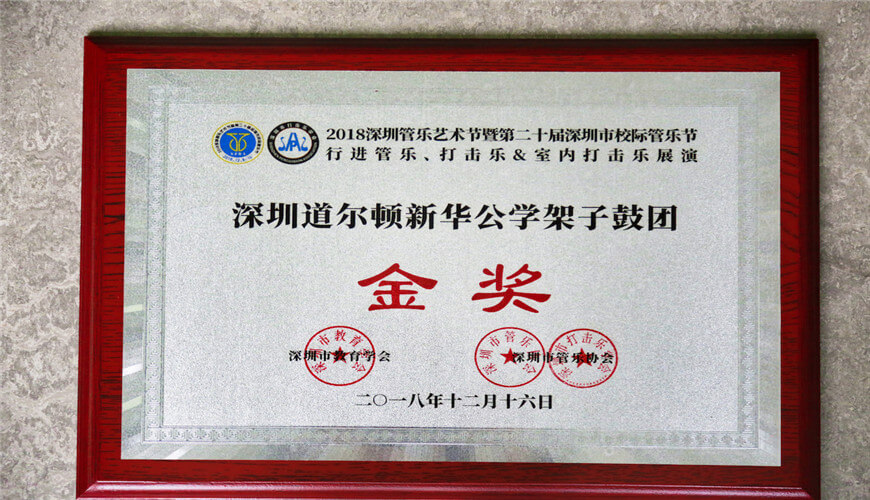 2018深圳管乐艺术节暨第二十届深圳市校际管乐节
行进管乐、打击乐&室内打击乐展演
深圳道尔顿新华公学架子鼓团
金奖
深圳市教育学会 深圳市管乐协会
二〇一八年十二月十六日